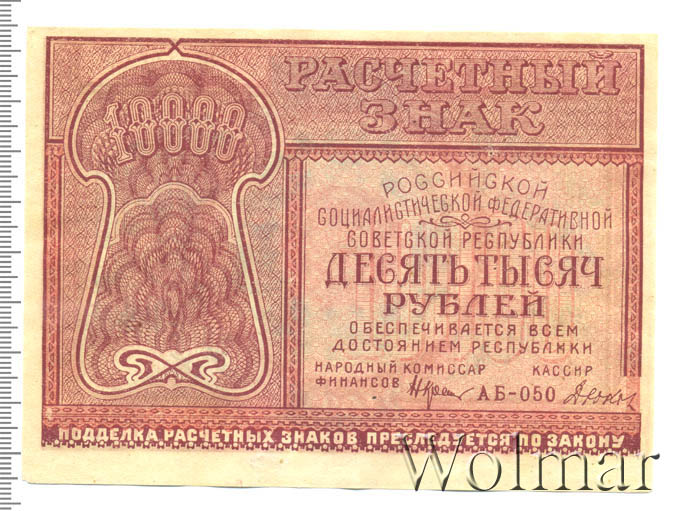 10000
РАСЧЕТНЫЙ
ЗНАК
РОССИЙСКОЙ
СОЦИАЛИСТИЧЕСКОЙ ФЕДЕРАТИВНОЙ
СОВЕТСКОЙ РЕСПУБЛИКИ
ДЕСЯТЬ ТЫСЯЧ
РУБЛЕЙ
ОБЕСПЕЧИВАЕТСЯ ВСЕМ
ДОСТОЯНИЕМ РЕСПУБЛИКИ
НАРОДНЫЙ КОМИССАР КАССИР
ФИНАНСОВ АБ-050
ПОДДЕЛКА РАСЧЕТНЫХ ЗНАКОВ ПРЕСЛЕДУЕТСЯ ПО ЗАКОНУ
Wolmar